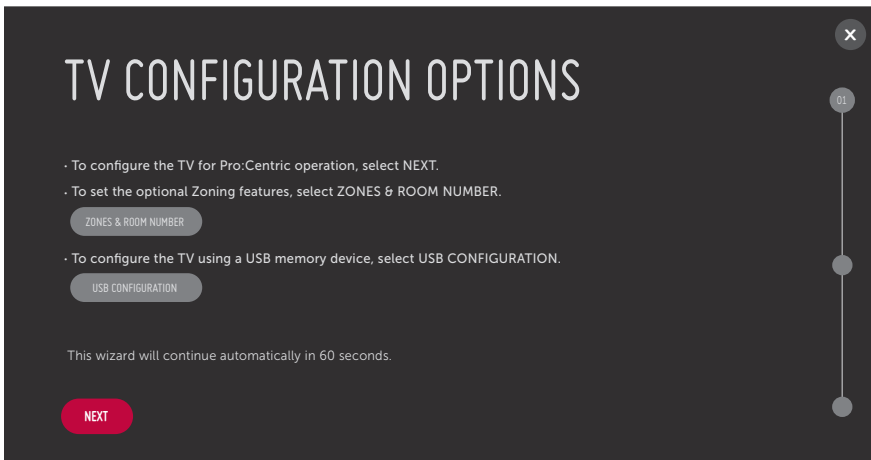 X
TV CONFIGURATION OPTIONS
01
· To configure the TV for Pro:Centric operation, select NEXT.
· To set the optional Zoning features, select ZONES & ROOM NUMBER.
ZONES & ROOM NUMBER
· To configure the TV using a USB memory device, select USB CONFIGURATION.
USB CONFIGURATION
This wizard will continue automatically in 60 seconds.
NEXT